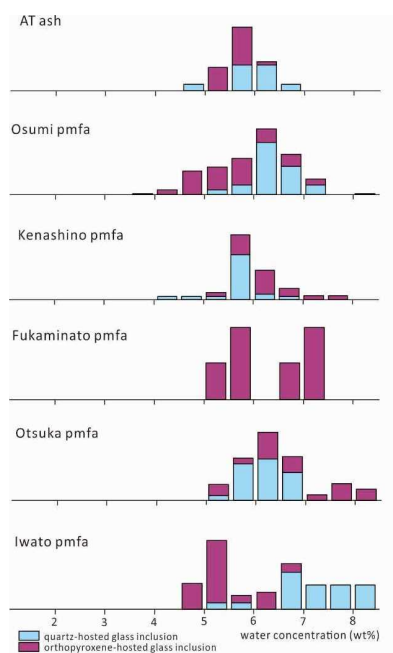 AT ash
Osumi pmfa
Kenashino pmfa
Fukaminato pmfa
Otsuka pmfa
Iwato pmfa
2 3 4 5 6 7 8
quartz-hosted glass inclusion water concentration (wt%)
orthopyroxene-hosted glass inclusion